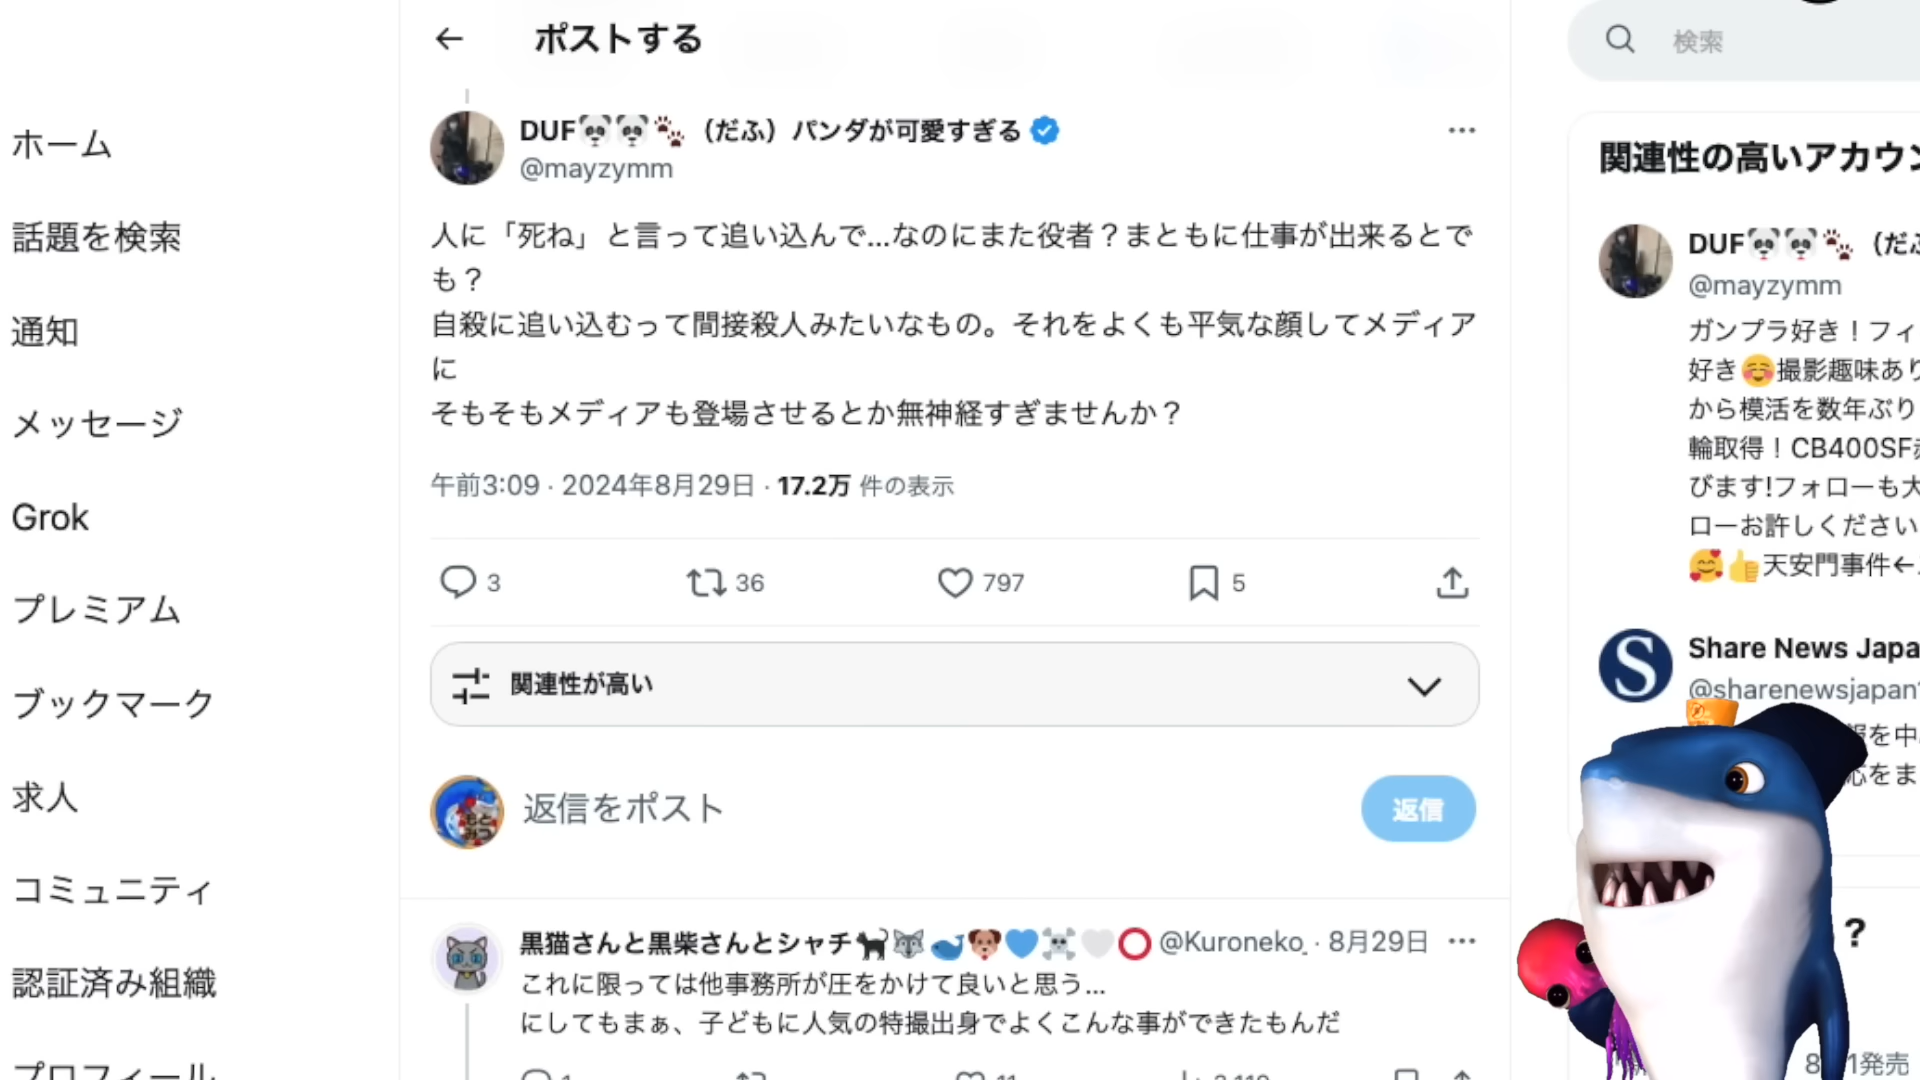 ポストする
検索
ホーム
話題を検索
通知
メッセージ
Grok
プレミアム
ブックマーク
求人
コミュニティ
認証済み組織
プロフィール
DUF🐼🐼🐾（だふ）パンダが可愛すぎる
@mayzymm
人に「死ね」と言って追い込んで...なのにまた役者？まともに仕事が出来るとで
も？
自殺に追い込むって間接殺人みたいなもの。それをよくも平気な顔してメディア
に
そもそもメディアも登場させるとか無神経すぎませんか？
午前3:09 · 2024年8月29日 · 17.2万 件の表示
3 36 797 5
関連性が高い
返信をポスト
返信
黒猫さんと黒柴さんとシャチ🐈‍⬛🐺🐋🐶💙☠️🤍⭕ @Kuroneko_ · 8月29日
これに限っては他事務所が圧をかけて良いと思う...
にしてもまぁ、子どもに人気の特撮出身でよくこんな事ができたもんだ
関連性の高いアカウン
DUF🐼🐼🐾（だふ
@mayzymm
ガンプラ好き！フィ
好き☺️撮影趣味あり
から模活を数年ぶり
輪取得！CB400SF
びます!フォローも大
ローお許しください
🥰👍天安門事件←
Share News Japa
@sharenewsjapan
を中
応をま
？
1発売